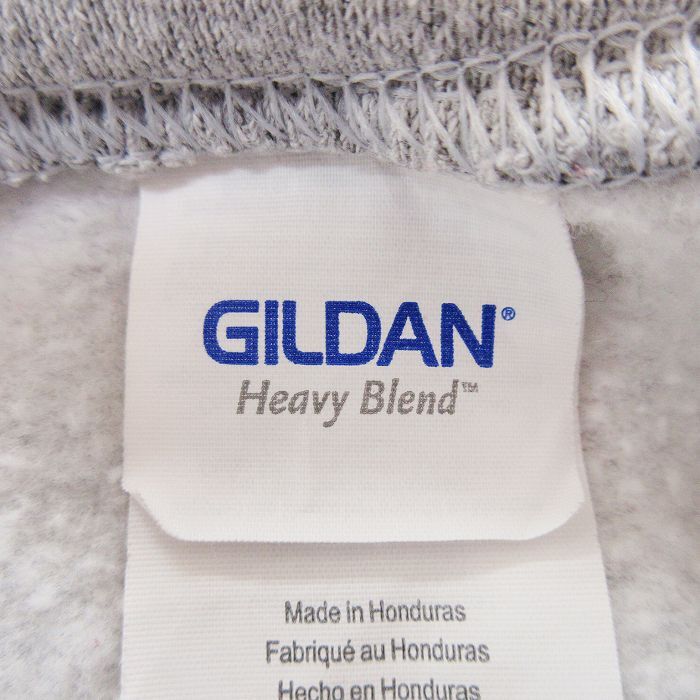 GILDAN®
Heavy Blend™
Made in Honduras
Fabriqué au Honduras
Hecho en Honduras